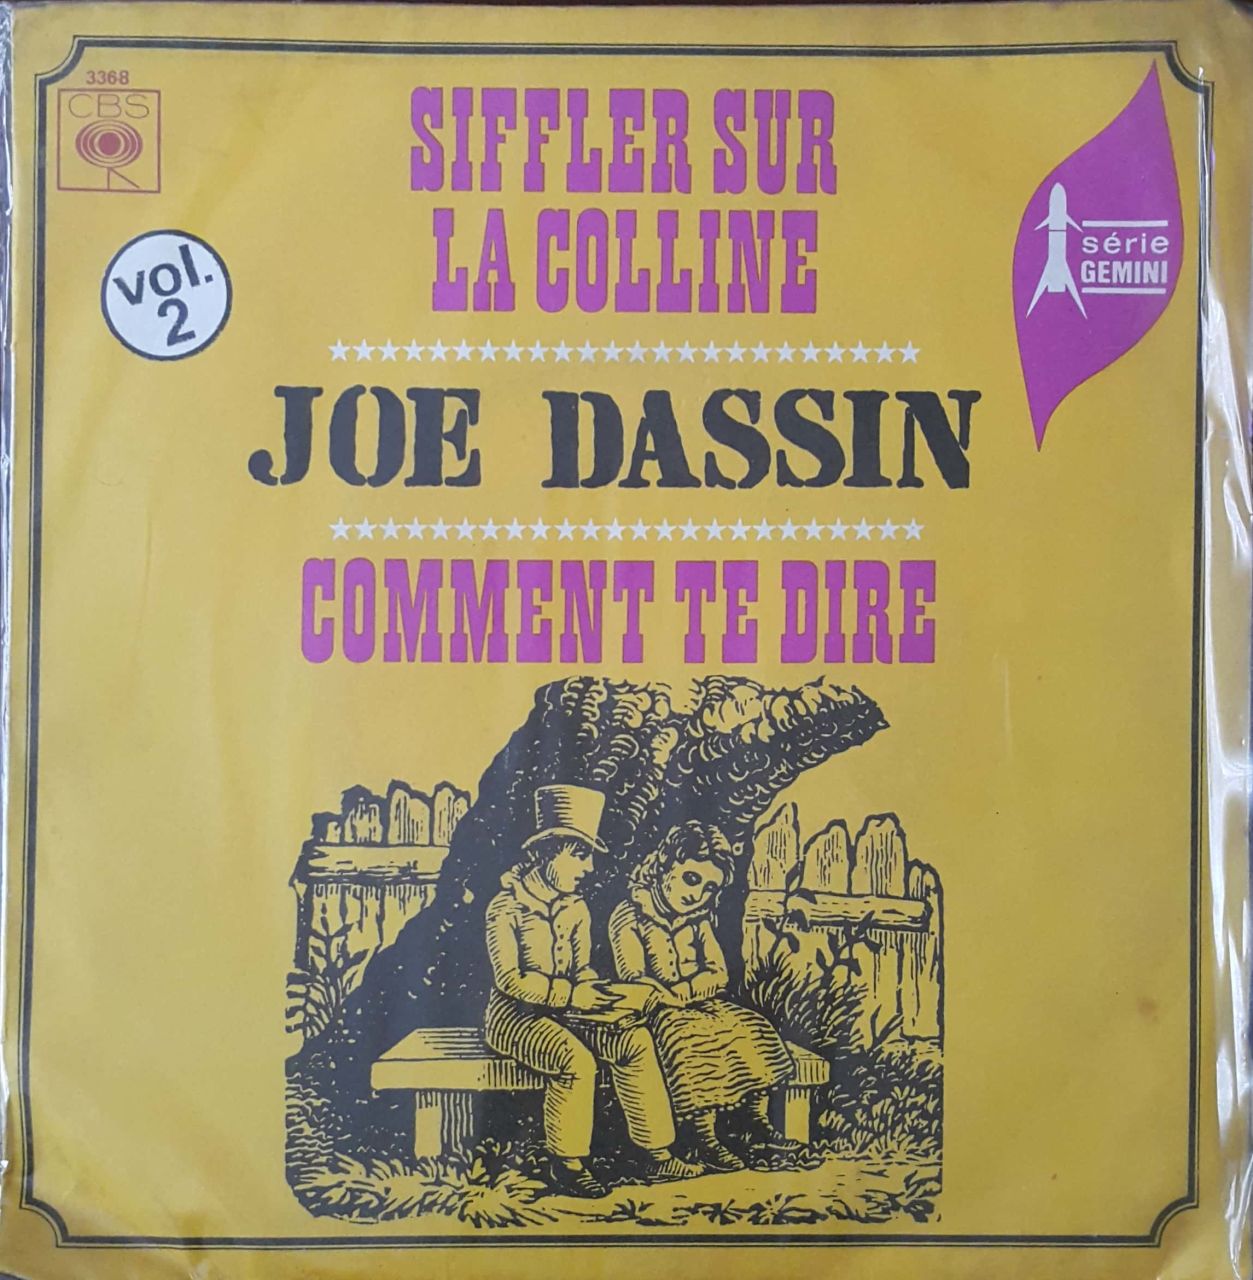 3368
CBS
SIFFLER SUR
LA COLLINE
série
GEMINI
vol.
2
JOE DASSIN
COMMENT TE DIRE